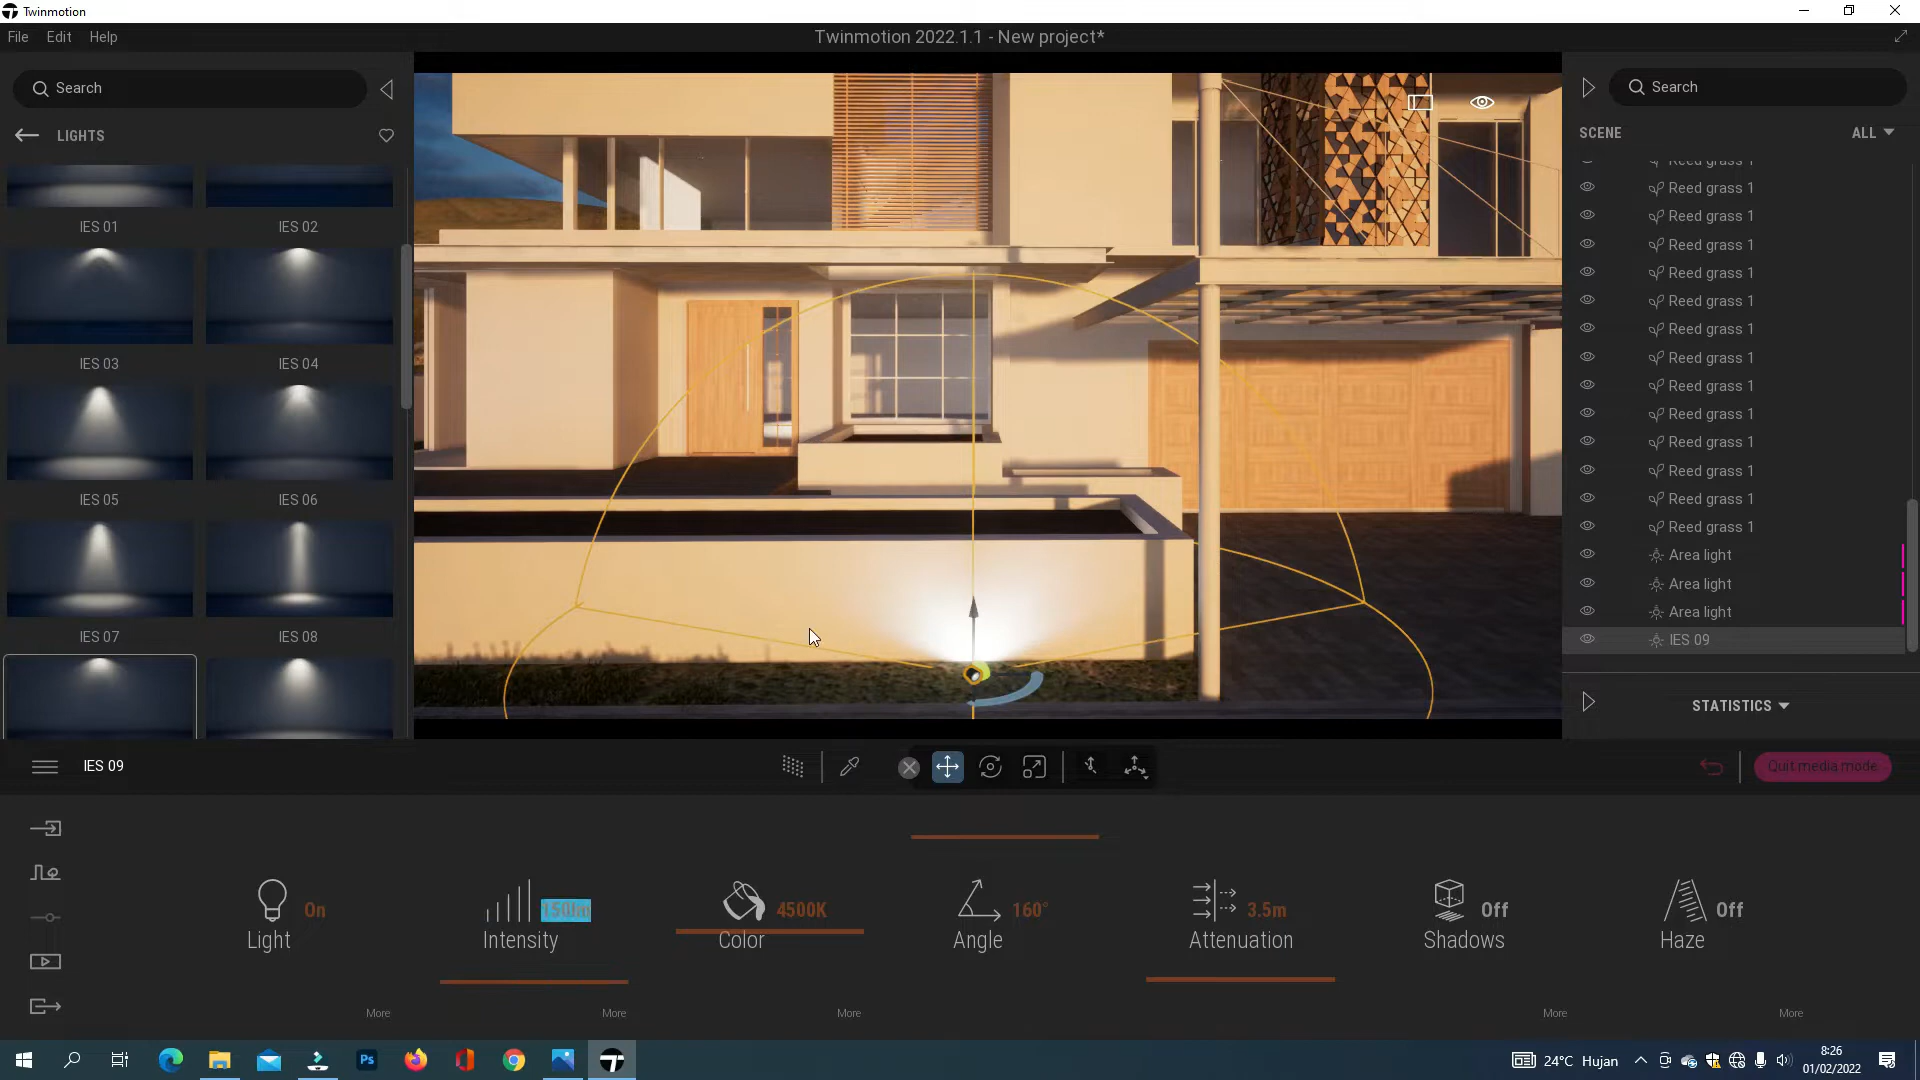 Twinmotion
File Edit Help
Twinmotion 2022.1.1 - New project*
Search
LIGHTS
IES 01
IES 02
IES 03
IES 04
IES 05
IES 06
IES 07
IES 08
Search
SCENE
ALL
Reed grass 1
Reed grass 1
Reed grass 1
Reed grass 1
Reed grass 1
Reed grass 1
Reed grass 1
Reed grass 1
Reed grass 1
Reed grass 1
Reed grass 1
Reed grass 1
Reed grass 1
Reed grass 1
Area light
Area light
Area light
IES 09
STATISTICS
IES 09
Quit media mode
On
Light
150lm
Intensity
4500K
Color
160°
Angle
3.5m
Attenuation
Off
Shadows
Off
Haze
More
More
More
More
More
Ps
24°C Hujan
8:26
01/02/2022